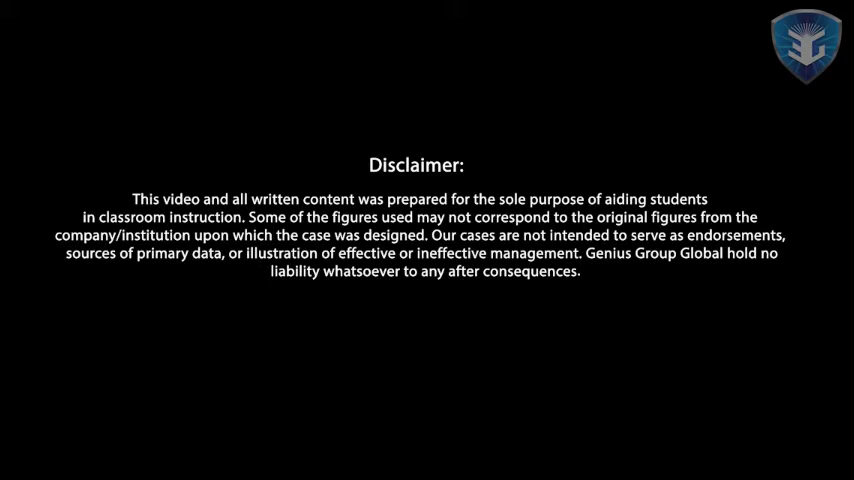 Disclaimer:
This video and all written content was prepared for the sole purpose of aiding students
in classroom instruction. Some of the figures used may not correspond to the original figures from the
company/institution upon which the case was designed. Our cases are not intended to serve as endorsements,
sources of primary data, or illustration of effective or ineffective management. Genius Group Global hold no
liability whatsoever to any after consequences.